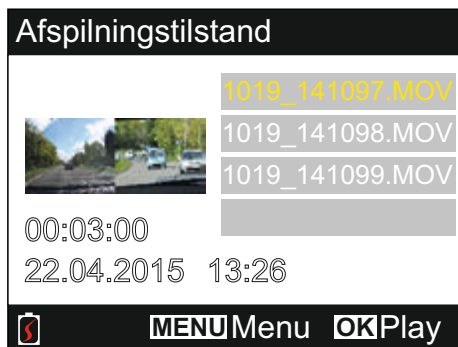 Afspilningstilstand
1019_141097.MOV
1019_141098.MOV
1019_141099.MOV
00:03:00
22.04.2015 13:26
MENU Menu OK Play